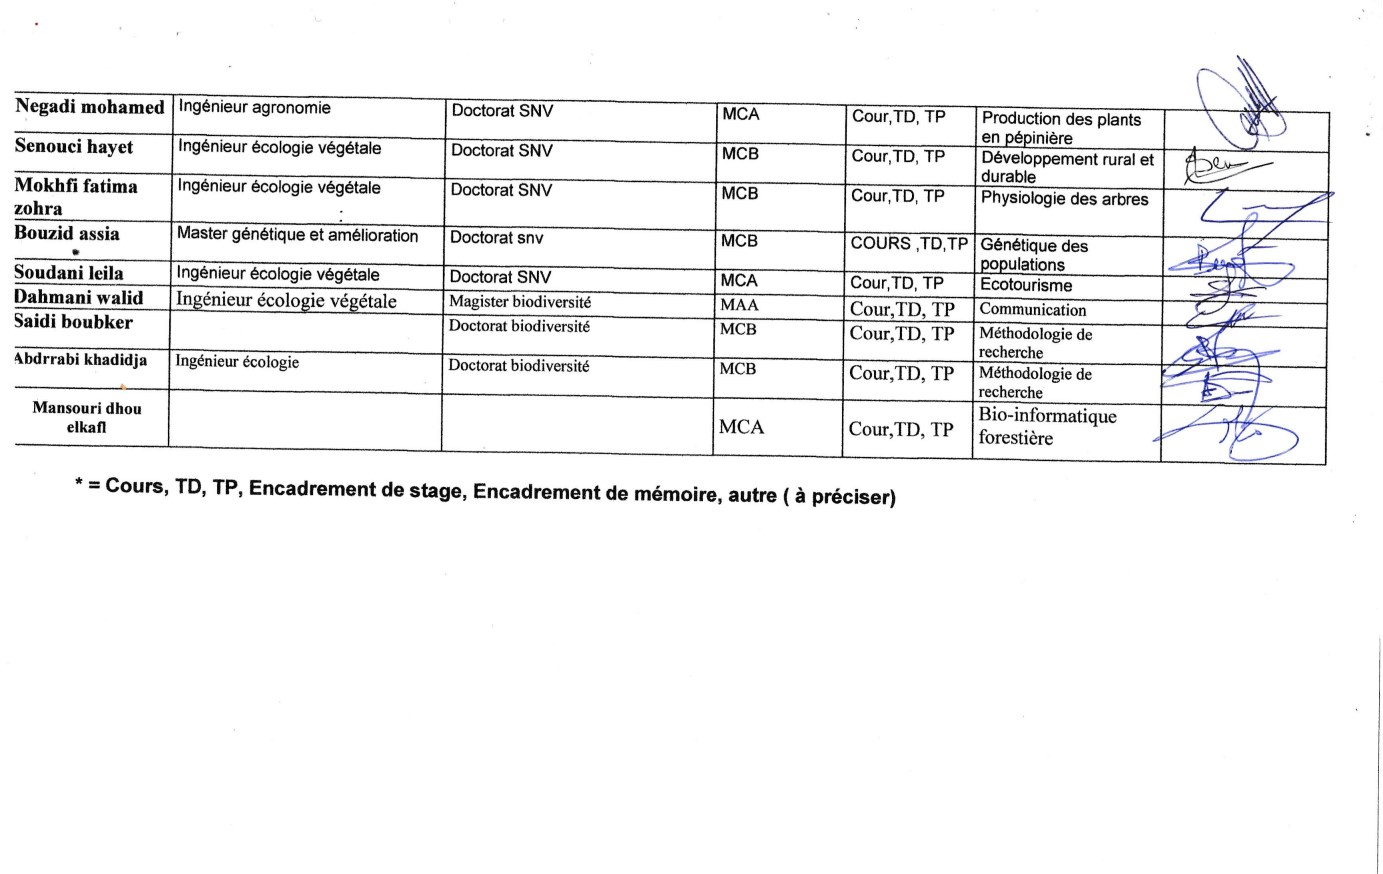 Negadi mohamed Ingénieur agronomie Doctorat SNV MCA Cour,TD, TP Production des plants
en pépinière
Senouci hayet Ingénieur écologie végétale Doctorat SNV MCB Cour,TD, TP Développement rural et
durable
Mokhfi fatima Ingénieur écologie végétale Doctorat SNV MCB Cour,TD, TP Physiologie des arbres
zohra
Bouzid assia Master génétique et amélioration Doctorat snv MCB COURS ,TD,TP Génétique des
populations
Soudani leila Ingénieur écologie végétale Doctorat SNV MCA Cour,TD, TP Ecotourisme
Dahmani walid Ingénieur écologie végétale Magister biodiversité MAA Cour,TD, TP Communication
Saidi boubker Doctorat biodiversité MCB Cour,TD, TP Méthodologie de
recherche
Abdrrabi khadidja Ingénieur écologie Doctorat biodiversité MCB Cour,TD, TP Méthodologie de
recherche
Mansouri dhou
elkafl MCA Cour,TD, TP Bio-informatique
forestière
* = Cours, TD, TP, Encadrement de stage, Encadrement de mémoire, autre ( à préciser)